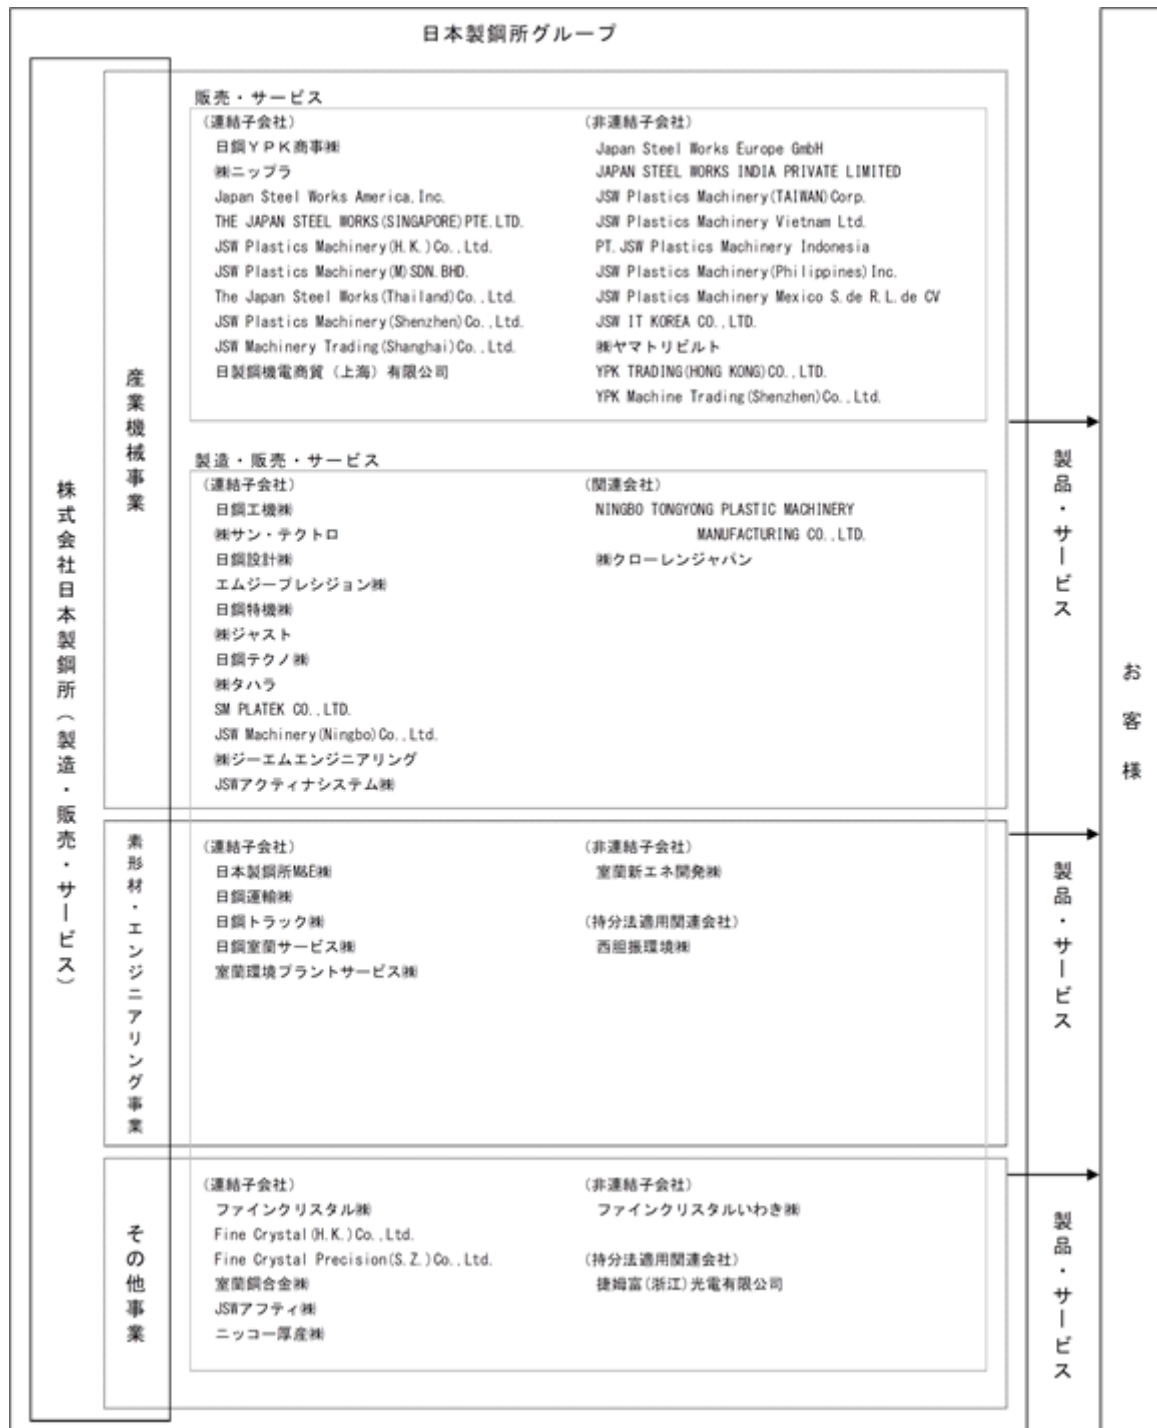 日本製鋼所グループ
株式会社日本製鋼所（製造・販売・サービス）
産業機械事業
販売・サービス
（連結子会社）
日鋼ＹＰＫ商事㈱
㈱ニップラ
Japan Steel Works America,Inc.
THE JAPAN STEEL WORKS(SINGAPORE)PTE.LTD.
JSW Plastics Machinery(H.K.)Co.,Ltd.
JSW Plastics Machinery(M)SDN.BHD.
The Japan Steel Works(Thailand)Co.,Ltd.
JSW Plastics Machinery(Shenzhen)Co.,Ltd.
JSW Machinery Trading(Shanghai)Co.,Ltd.
日製鋼機電商貿（上海）有限公司
（非連結子会社）
Japan Steel Works Europe GmbH
JAPAN STEEL WORKS INDIA PRIVATE LIMITED
JSW Plastics Machinery(TAIWAN)Corp.
JSW Plastics Machinery Vietnam Ltd.
PT.JSW Plastics Machinery Indonesia
JSW Plastics Machinery(Philippines)Inc.
JSW Plastics Machinery Mexico S.de R.L.de CV
JSW IT KOREA CO.,LTD.
㈱ヤマトリビルト
YPK TRADING(HONG KONG)CO.,LTD.
YPK Machine Trading(Shenzhen)Co.,Ltd.
製造・販売・サービス
（連結子会社）
日鋼工機㈱
㈱サン・テクトロ
日鋼設計㈱
エムジープレシジョン㈱
日鋼特機㈱
㈱ジャスト
日鋼テクノ㈱
㈱タハラ
SM PLATEK CO.,LTD.
JSW Machinery(Ningbo)Co.,Ltd.
㈱ジーエムエンジニアリング
JSWアクティナシステム㈱
（関連会社）
NINGBO TONGYONG PLASTIC MACHINERY
MANUFACTURING CO.,LTD.
㈱クローレンジャパン
製品・サービス
素形材・エンジニアリング事業
（連結子会社）
日本製鋼所M&E㈱
日鋼運輸㈱
日鋼トラック㈱
日鋼室蘭サービス㈱
室蘭環境プラントサービス㈱
（非連結子会社）
室蘭新エネ開発㈱
（持分法適用関連会社）
西胆振環境㈱
製品・サービス
その他事業
（連結子会社）
ファインクリスタル㈱
Fine Crystal(H.K.)Co.,Ltd.
Fine Crystal Precision(S.Z.)Co.,Ltd.
室蘭銅合金㈱
JSWアフティ㈱
ニッコー厚産㈱
（非連結子会社）
ファインクリスタルいわき㈱
（持分法適用関連会社）
捷姆富（浙江）光電有限公司
製品・サービス
お客様